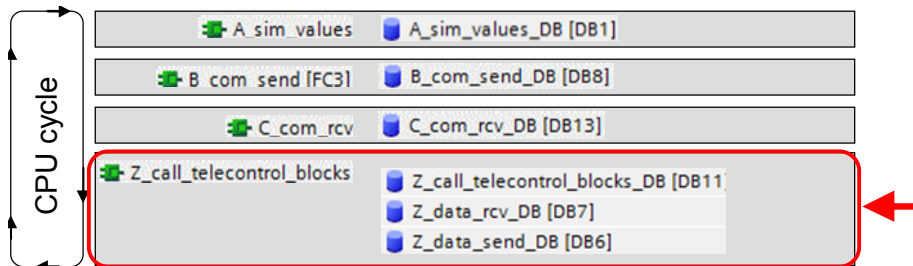 CPU cycle
A_sim_values A_sim_values_DB [DB1]
B_com_send [FC3] B_com_send_DB [DB8]
C_com_rcv C_com_rcv_DB [DB13]
Z_call_telecontrol_blocks Z_call_telecontrol_blocks_DB [DB11]
Z_data_rcv_DB [DB7]
Z_data_send_DB [DB6]